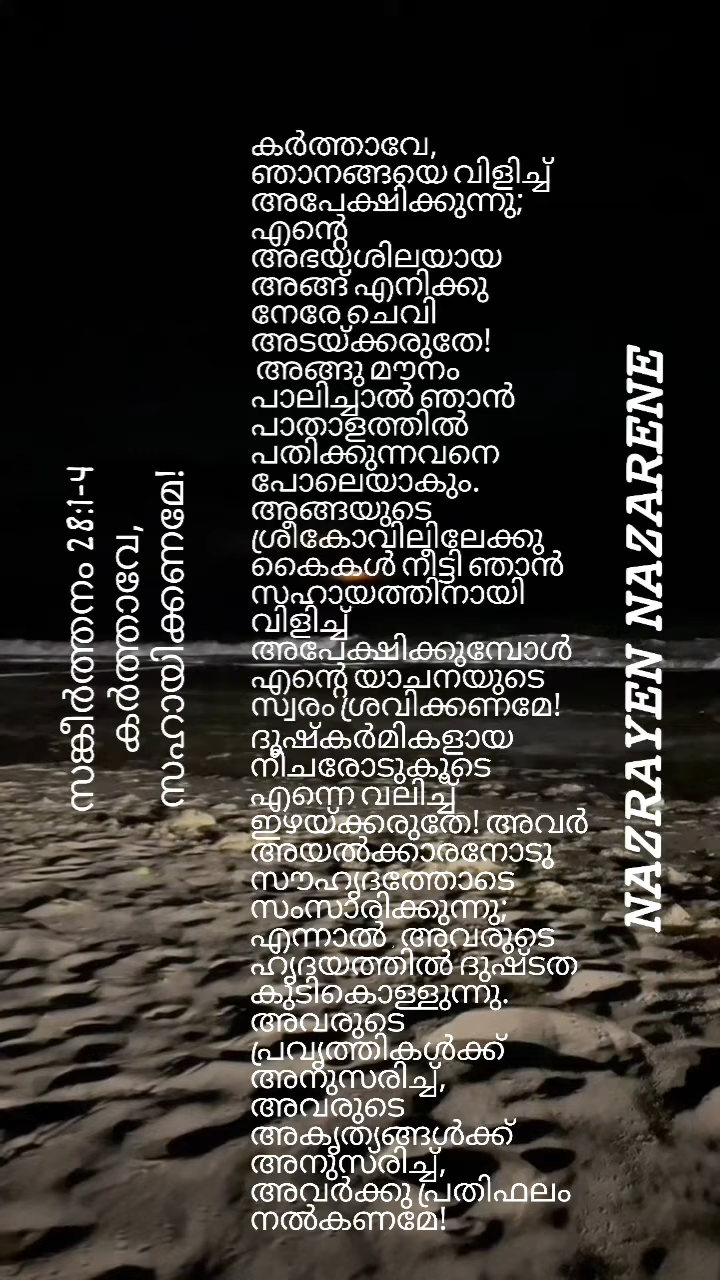 സങ്കീർത്തനം 28:1-4
കർത്താവേ,
സഹായിക്കണമേ!
കർത്താവേ,
ഞാനങ്ങയെ വിളിച്ച്
അപേക്ഷിക്കുന്നു;
എന്റെ
അഭയശിലയായ
അങ്ങ് എനിക്കു
നേരേ ചെവി
അടയ്ക്കരുതേ!
അങ്ങു മൗനം
പാലിച്ചാൽ ഞാൻ
പാതാളത്തിൽ
പതിക്കുന്നവനെ
പോലെയാകും.
അങ്ങയുടെ
ശ്രീകോവിലിലേക്കു
കൈകൾ നീട്ടി ഞാൻ
സഹായത്തിനായി
വിളിച്ച്
അപേക്ഷിക്കുമ്പോൾ
എന്റെ യാചനയുടെ
സ്വരം ശ്രവിക്കണമേ!
ദുഷ്കർമികളായ
നീചരോടുകൂടെ
എന്നെ വലിച്ച്
ഇഴയ്ക്കരുതേ! അവർ
അയൽക്കാരനോടു
സൗഹൃദത്തോടെ
സംസാരിക്കുന്നു;
എന്നാൽ, അവരുടെ
ഹൃദയത്തിൽ ദുഷ്ടത
കുടികൊള്ളുന്നു.
അവരുടെ
പ്രവൃത്തികൾക്ക്
അനുസരിച്ച്,
അവരുടെ
അകൃത്യങ്ങൾക്ക്
അനുസ്രിച്ച്,
അവർക്കു പ്രതിഫലം
നൽകണമേ!
NAZRAYEN NAZARENE